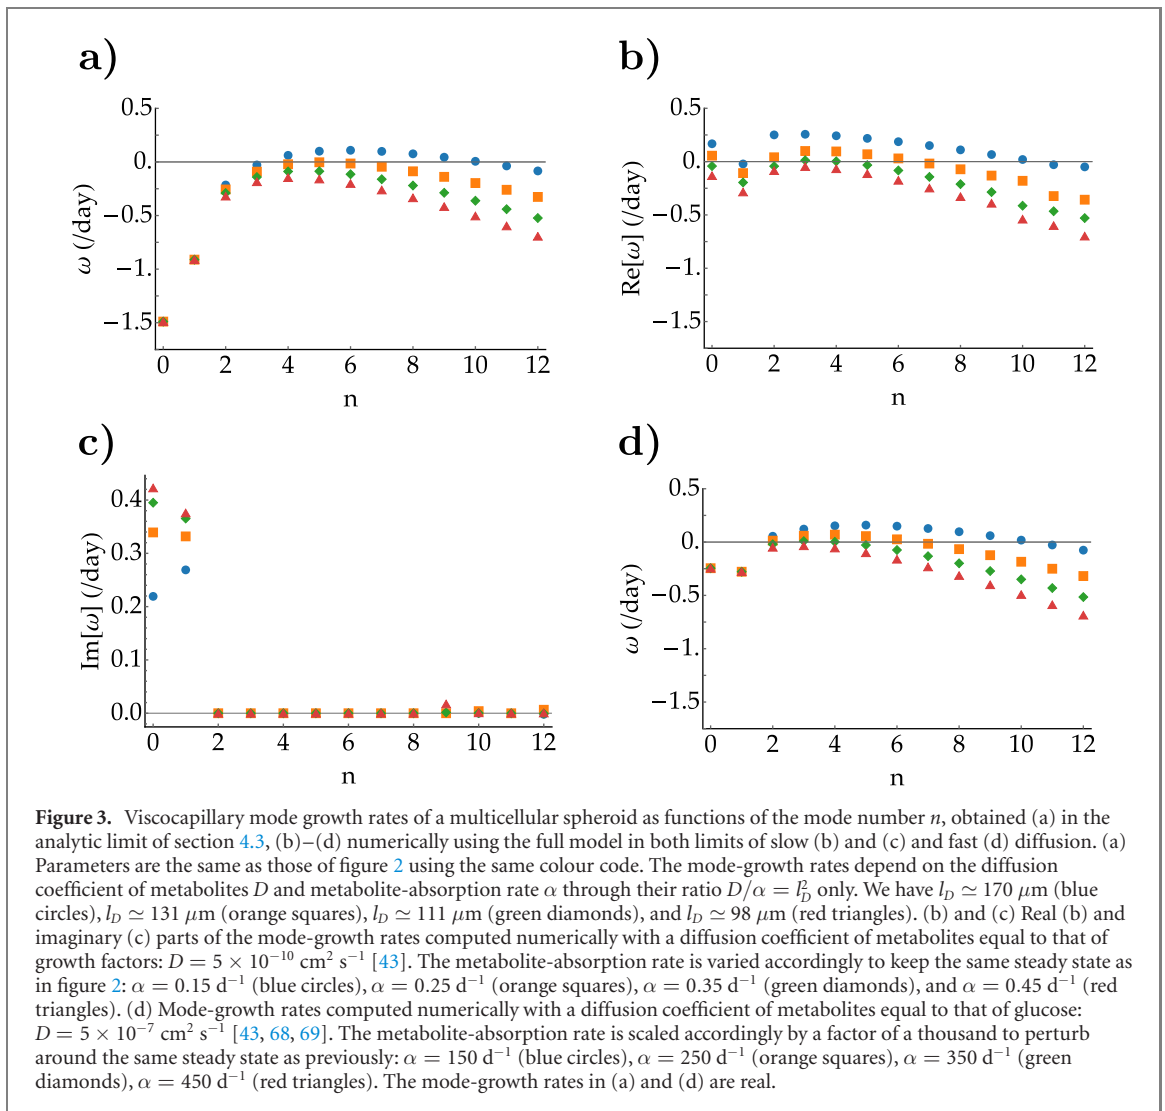 a)
0.5
0.
−0.5
−1.
−1.5
ω (/day)
0 2 4 6 8 10 12
n
b)
0.5
0.
−0.5
−1.
−1.5
Re[ω] (/day)
0 2 4 6 8 10 12
n
c)
0.4
0.3
0.2
0.1
0.0
Im[ω] (/day)
0 2 4 6 8 10 12
n
d)
0.5
0.
−0.5
−1.
−1.5
ω (/day)
0 2 4 6 8 10 12
n
Figure 3. Viscocapillary mode growth rates of a multicellular spheroid as functions of the mode number n, obtained (a) in the
analytic limit of section 4.3, (b)–(d) numerically using the full model in both limits of slow (b) and (c) and fast (d) diffusion. (a)
Parameters are the same as those of figure 2 using the same colour code. The mode-growth rates depend on the diffusion
coefficient of metabolites D and metabolite-absorption rate α through their ratio D/α = l_D² only. We have l_D ≃ 170 μm (blue
circles), l_D ≃ 131 μm (orange squares), l_D ≃ 111 μm (green diamonds), and l_D ≃ 98 μm (red triangles). (b) and (c) Real (b) and
imaginary (c) parts of the mode-growth rates computed numerically with a diffusion coefficient of metabolites equal to that of
growth factors: D = 5 × 10⁻¹⁰ cm² s⁻¹ [43]. The metabolite-absorption rate is varied accordingly to keep the same steady state as
in figure 2: α = 0.15 d⁻¹ (blue circles), α = 0.25 d⁻¹ (orange squares), α = 0.35 d⁻¹ (green diamonds), and α = 0.45 d⁻¹ (red
triangles). (d) Mode-growth rates computed numerically with a diffusion coefficient of metabolites equal to that of glucose:
D = 5 × 10⁻⁷ cm² s⁻¹ [43, 68, 69]. The metabolite-absorption rate is scaled accordingly by a factor of a thousand to perturb
around the same steady state as previously: α = 150 d⁻¹ (blue circles), α = 250 d⁻¹ (orange squares), α = 350 d⁻¹ (green
diamonds), α = 450 d⁻¹ (red triangles). The mode-growth rates in (a) and (d) are real.